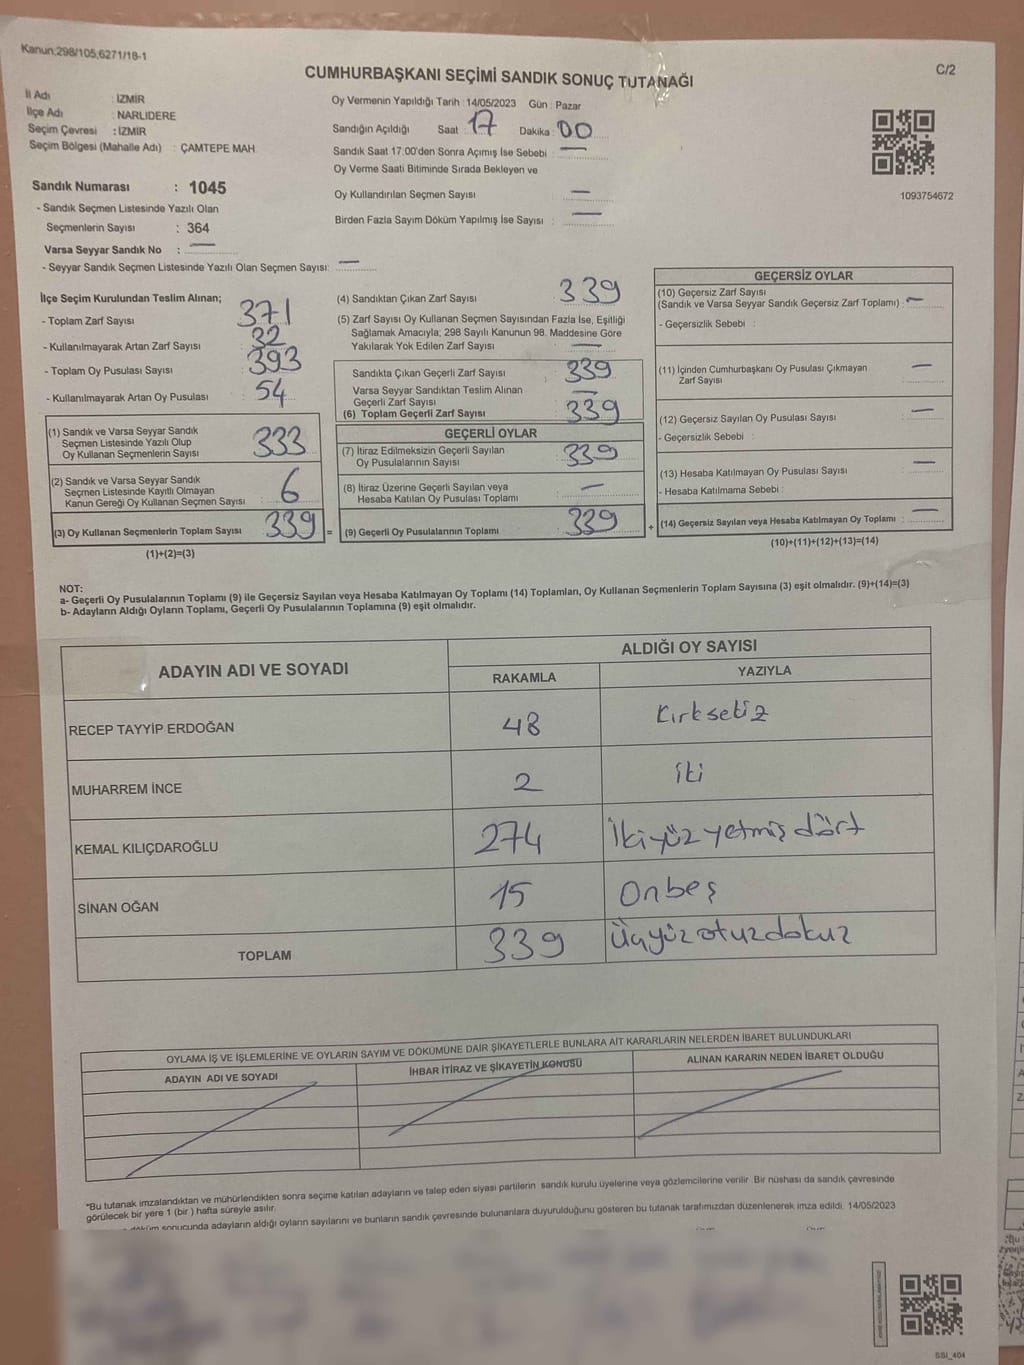 Kanun;298/105;6271/18-1
C/2
CUMHURBAŞKANI SEÇİMİ SANDIK SONUÇ TUTANAĞI
İl Adı : İZMİR
İlçe Adı : NARLIDERE
Seçim Çevresi : İZMİR
Seçim Bölgesi (Mahalle Adı) : ÇAMTEPE MAH
Sandık Numarası : 1045
- Sandık Seçmen Listesinde Yazılı Olan
Seçmenlerin Sayısı : 364
Varsa Seyyar Sandık No : —
- Seyyar Sandık Seçmen Listesinde Yazılı Olan Seçmen Sayısı: —
Oy Vermenin Yapıldığı Tarih : 14/05/2023 Gün : Pazar
Sandığın Açıldığı Saat : 17 Dakika : 00
Sandık Saat 17.00'den Sonra Açımış İse Sebebi : —
Oy Verme Saati Bitiminde Sırada Bekleyen ve
Oy Kullandırılan Seçmen Sayısı : —
Birden Fazla Sayım Döküm Yapılmış İse Sayısı : —
1093754672
İlçe Seçim Kurulundan Teslim Alınan;
- Toplam Zarf Sayısı : 371
- Kullanılmayarak Artan Zarf Sayısı : 32
- Toplam Oy Pusulası Sayısı : 393
- Kullanılmayarak Artan Oy Pusulası : 54
(1) Sandık ve Varsa Seyyar Sandık
Seçmen Listesinde Yazılı Olup
Oy Kullanan Seçmenlerin Sayısı : 333
(2) Sandık ve Varsa Seyyar Sandık
Seçmen Listesinde Kayıtlı Olmayan
Kanun Gereği Oy Kullanan Seçmen Sayısı : 6
(3) Oy Kullanan Seçmenlerin Toplam Sayısı : 339 =
(1)+(2)=(3)
(4) Sandıktan Çıkan Zarf Sayısı : 339
(5) Zarf Sayısı Oy Kullanan Seçmen Sayısından Fazla İse, Eşitliği
Sağlamak Amacıyla; 298 Sayılı Kanunun 98. Maddesine Göre
Yakılarak Yok Edilen Zarf Sayısı : —
Sandıkta Çıkan Geçerli Zarf Sayısı : 339
Varsa Seyyar Sandıktan Teslim Alınan
Geçerli Zarf Sayısı : —
(6) Toplam Geçerli Zarf Sayısı : 339
GEÇERLİ OYLAR
(7) İtiraz Edilmeksizin Geçerli Sayılan
Oy Pusulalarının Sayısı : 339
(8) İtiraz Üzerine Geçerli Sayılan veya
Hesaba Katılan Oy Pusulası Toplamı : —
(9) Geçerli Oy Pusulalarının Toplamı : 339 +
GEÇERSİZ OYLAR
(10) Geçersiz Zarf Sayısı
(Sandık ve Varsa Seyyar Sandık Geçersiz Zarf Toplamı) : —
- Geçersizlik Sebebi :
(11) İçinden Cumhurbaşkanı Oy Pusulası Çıkmayan
Zarf Sayısı : —
(12) Geçersiz Sayılan Oy Pusulası Sayısı : —
- Geçersizlik Sebebi :
(13) Hesaba Katılmayan Oy Pusulası Sayısı : —
- Hesaba Katılmama Sebebi :
(14) Geçersiz Sayılan veya Hesaba Katılmayan Oy Toplamı : —
(10)+(11)+(12)+(13)=(14)
NOT:
a- Geçerli Oy Pusulalarının Toplamı (9) ile Geçersiz Sayılan veya Hesaba Katılmayan Oy Toplamı (14) Toplamları, Oy Kullanan Seçmenlerin Toplam Sayısına (3) eşit olmalıdır. (9)+(14)=(3)
b- Adayların Aldığı Oyların Toplamı, Geçerli Oy Pusulalarının Toplamına (9) eşit olmalıdır.
ADAYIN ADI VE SOYADI ALDIĞI OY SAYISI
RAKAMLA YAZIYLA
RECEP TAYYİP ERDOĞAN 48 kırksekiz
MUHARREM İNCE 2 iki
KEMAL KILIÇDAROĞLU 274 İkiyüz yetmiş dört
SİNAN OĞAN 15 Onbeş
TOPLAM 339 Üçyüzotuzdokuz
OYLAMA İŞ VE İŞLEMLERİNE VE OYLARIN SAYIM VE DÖKÜMÜNE DAİR ŞİKAYETLERLE BUNLARA AİT KARARLARIN NELERDEN İBARET BULUNDUKLARI
ADAYIN ADI VE SOYADI İHBAR İTİRAZ VE ŞİKAYETİN KONUSU ALINAN KARARIN NEDEN İBARET OLDUĞU
*Bu tutanak imzalandıktan ve mühürlendikten sonra seçime katılan adayların ve talep eden siyasi partilerin sandık kurulu üyelerine veya gözlemcilerine verilir. Bir nüshası da sandık çevresinde
görülecek bir yere 1 (bir ) hafta süreyle asılır.
döküm sonucunda adayların aldığı oyların sayılarını ve bunların sandık çevresinde bulunanlara duyurulduğunu gösteren bu tutanak tarafımızdan düzenlenerek imza edildi. 14/05/2023
SSI_404